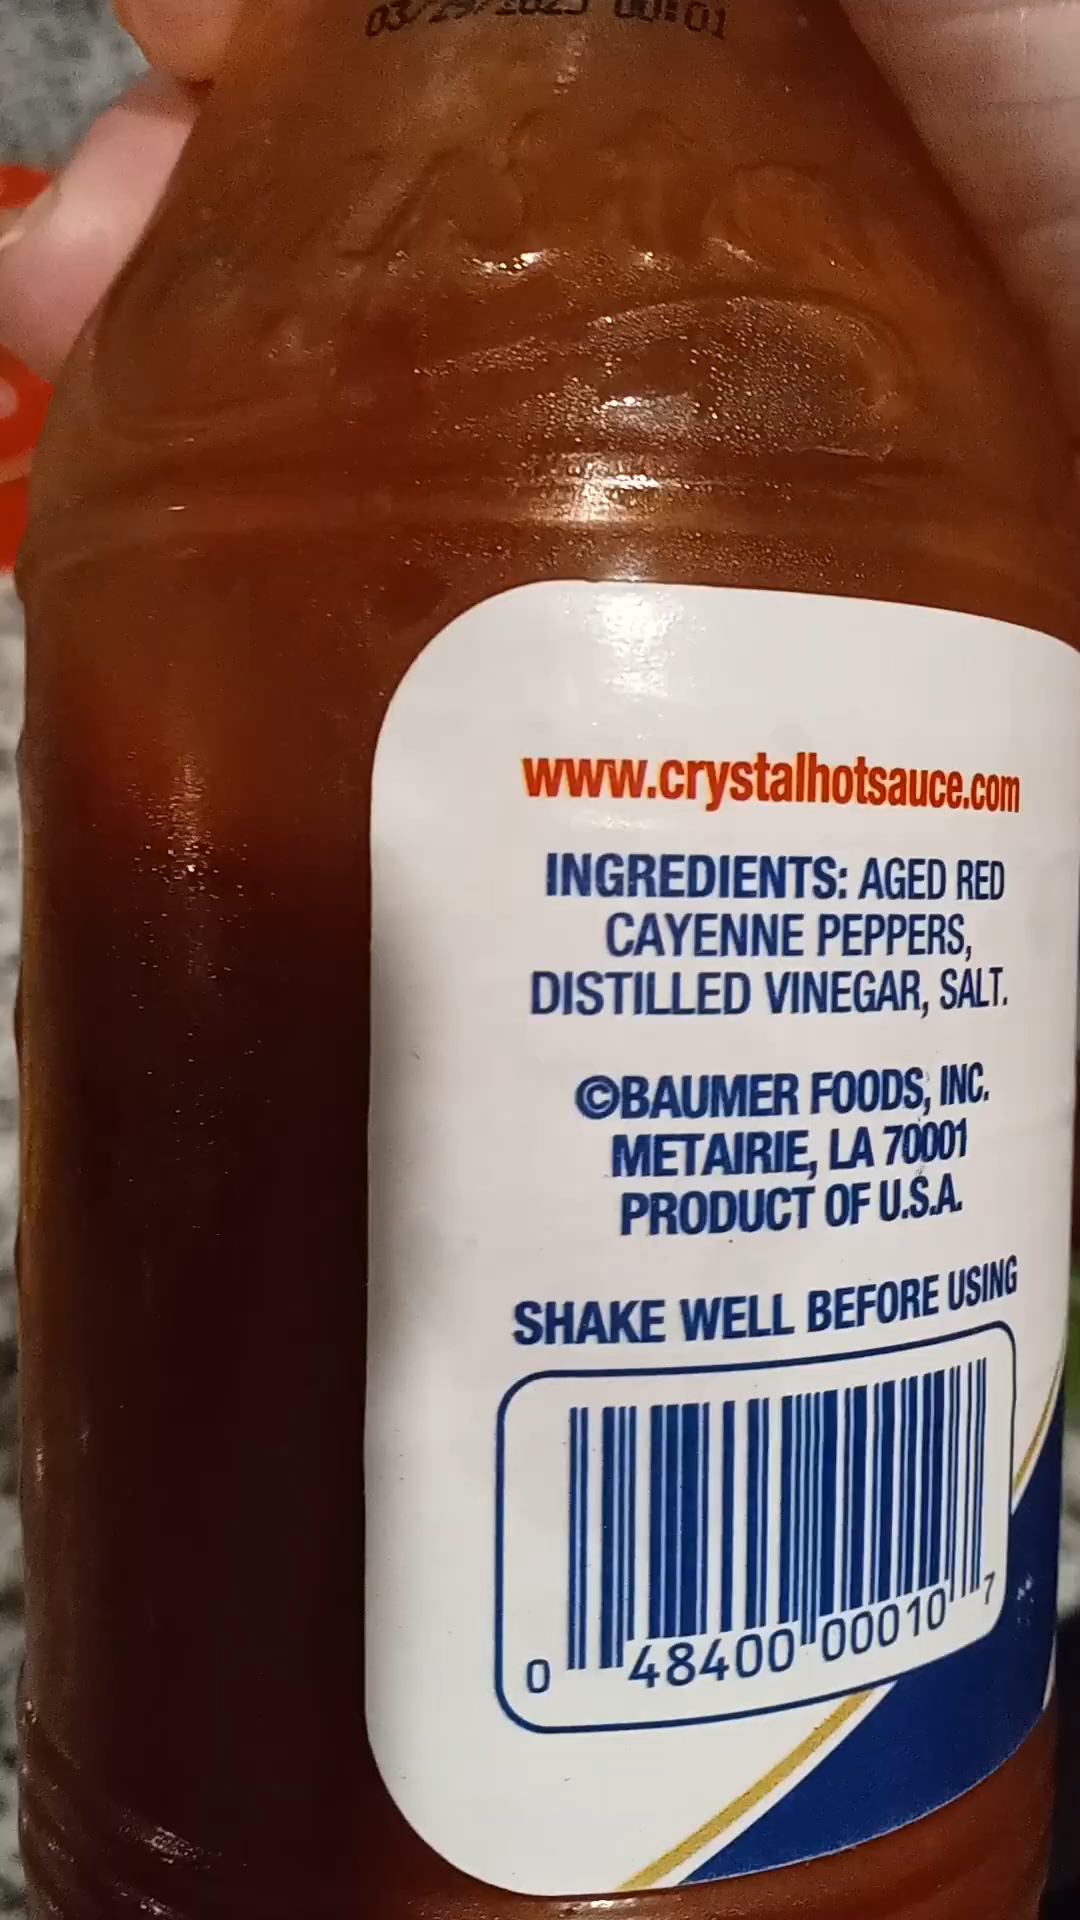 www.crystalhotsauce.com
INGREDIENTS: AGED RED
CAYENNE PEPPERS,
DISTILLED VINEGAR, SALT.
©BAUMER FOODS, INC.
METAIRIE, LA 70001
PRODUCT OF U.S.A.
SHAKE WELL BEFORE USING
0 48400 00010 7